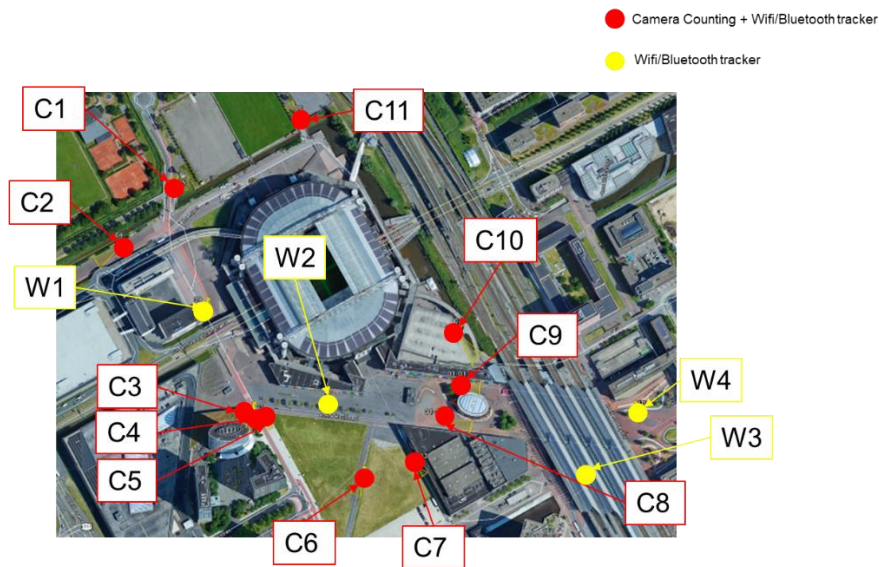 Camera Counting + Wifi/Bluetooth tracker
Wifi/Bluetooth tracker
C1
C11
C2
W2
C10
W1
C9
C3
W4
C4
W3
C5
C8
C6
C7